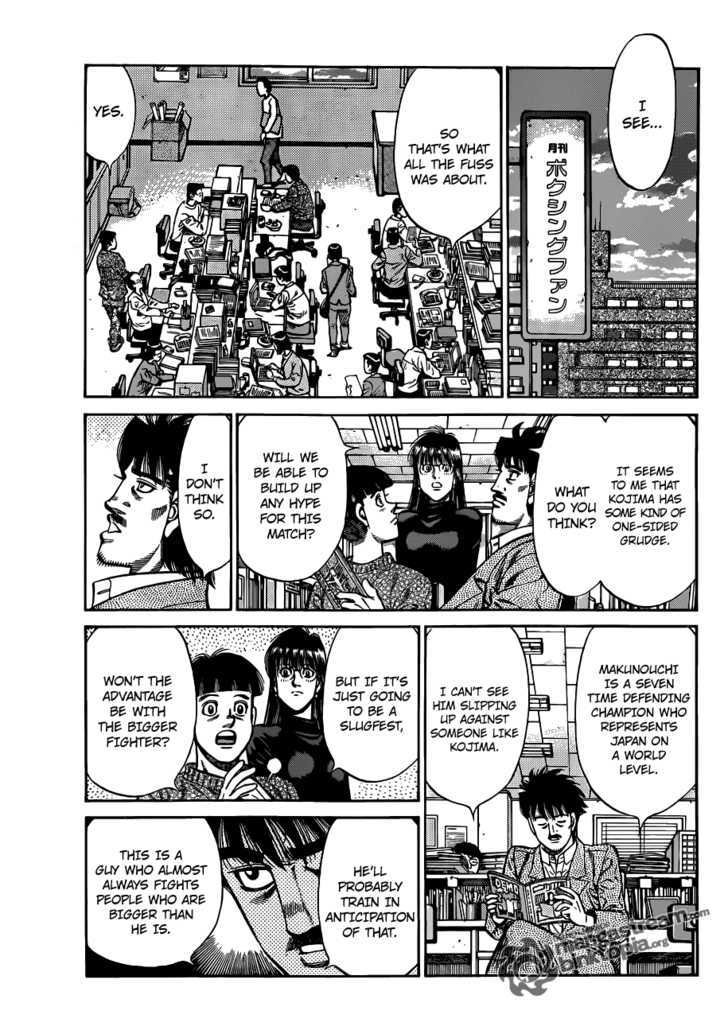 I
SEE...
月刊
ボクシングファン
SO
THAT'S WHAT
ALL THE FUSS
WAS ABOUT.
YES.
IT SEEMS
TO ME THAT
KOJIMA HAS
SOME KIND OF
ONE-SIDED
GRUDGE.
WHAT
DO YOU
THINK?
WILL WE
BE ABLE TO
BUILD UP
ANY HYPE
FOR THIS
MATCH?
I
DON'T
THINK
SO.
MAKUNOUCHI
IS A SEVEN
TIME DEFENDING
CHAMPION WHO
REPRESENTS
JAPAN ON
A WORLD
LEVEL.
I CAN'T SEE
HIM SLIPPING
UP AGAINST
SOMEONE LIKE
KOJIMA.
BUT IF IT'S
JUST GOING
TO BE A
SLUGFEST,
WON'T THE
ADVANTAGE
BE WITH
THE BIGGER
FIGHTER?
HE'LL
PROBABLY
TRAIN IN
ANTICIPATION
OF THAT.
THIS IS A
GUY WHO ALMOST
ALWAYS FIGHTS
PEOPLE WHO ARE
BIGGER THAN
HE IS.
mangastream.com
binktopia.org